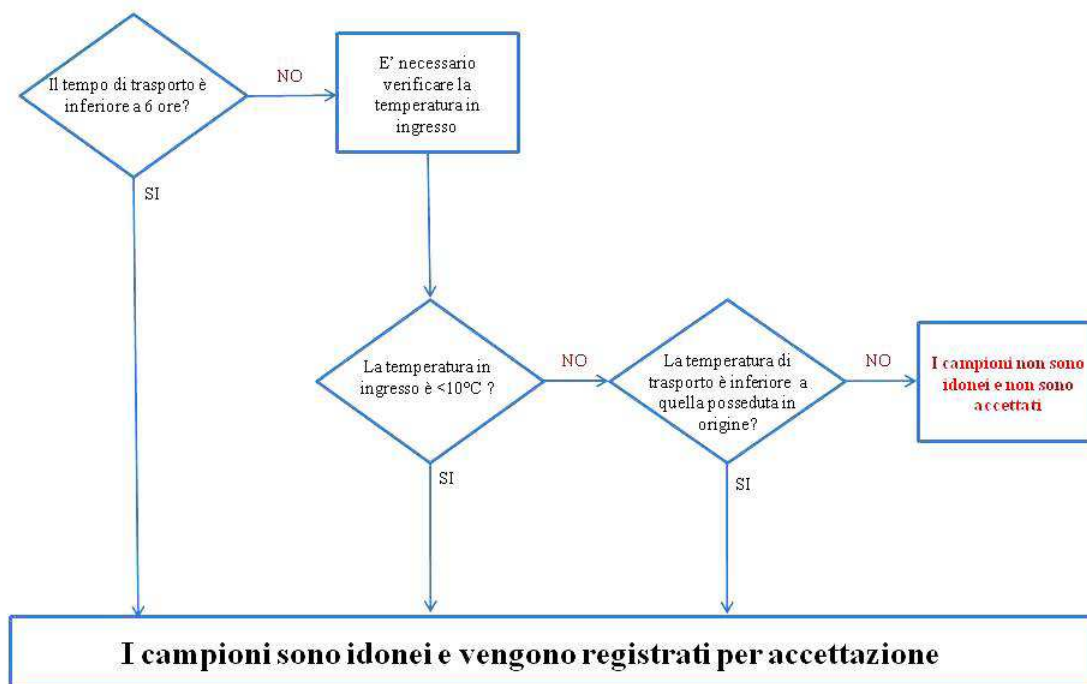 Il tempo di trasporto è
inferiore a 6 ore?
NO
E' necessario
verificare la
temperatura in
ingresso
SI
La temperatura in
ingresso è <10°C ?
NO
La temperatura di
trasporto è inferiore a
quella posseduta in
origine?
NO
I campioni non sono
idonei e non sono
accettati
SI
SI
I campioni sono idonei e vengono registrati per accettazione